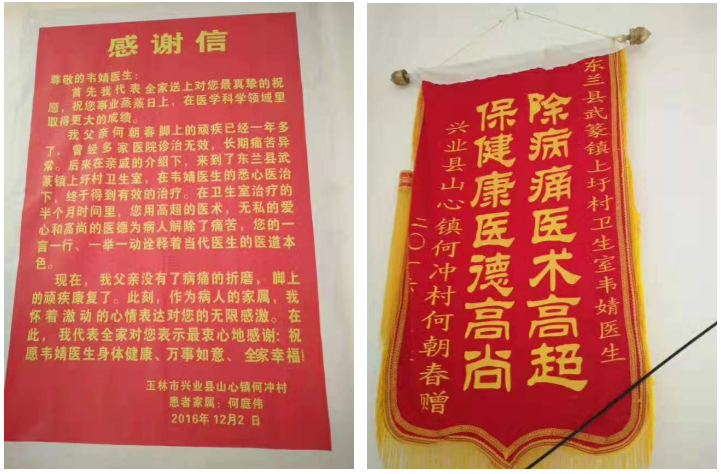 感谢信
尊敬的韦婧医生：
首先我代表全家送上对您最真挚的祝
愿，祝您事业蒸蒸日上，在医学科学领域里
取得更大的成绩。
我父亲何朝春脚上的顽疾已经一年多
了，曾经多家医院诊治无效，长期痛苦异
常。后来在亲戚的介绍下，来到了东兰县武
篆镇上圩村卫生室，在韦婧医生的悉心医治
下，终于得到有效的治疗。在卫生室治疗的
半个月时间里，您用高超的医术，无私的爱
心和高尚的医德为病人解除了痛苦，您的一
言一行、一举一动诠释着当代医生的医道本
色。
现在，我父亲没有了病痛的折磨，脚上
的顽疾康复了。此刻，作为病人的家属，我
怀着激动的心情表达对您的无限感激。在
此，我代表全家对您表示最衷心地感谢：祝
愿韦婧医生身体健康、万事如意、全家幸福！
玉林市兴业县山心镇何冲村
患者家属：何庭伟
2016年12月2日
东兰县武篆镇上圩村卫生室韦婧医生
除病痛医术高超
保健康医德高尚
兴业县山心镇何冲村何朝春赠
二〇一六